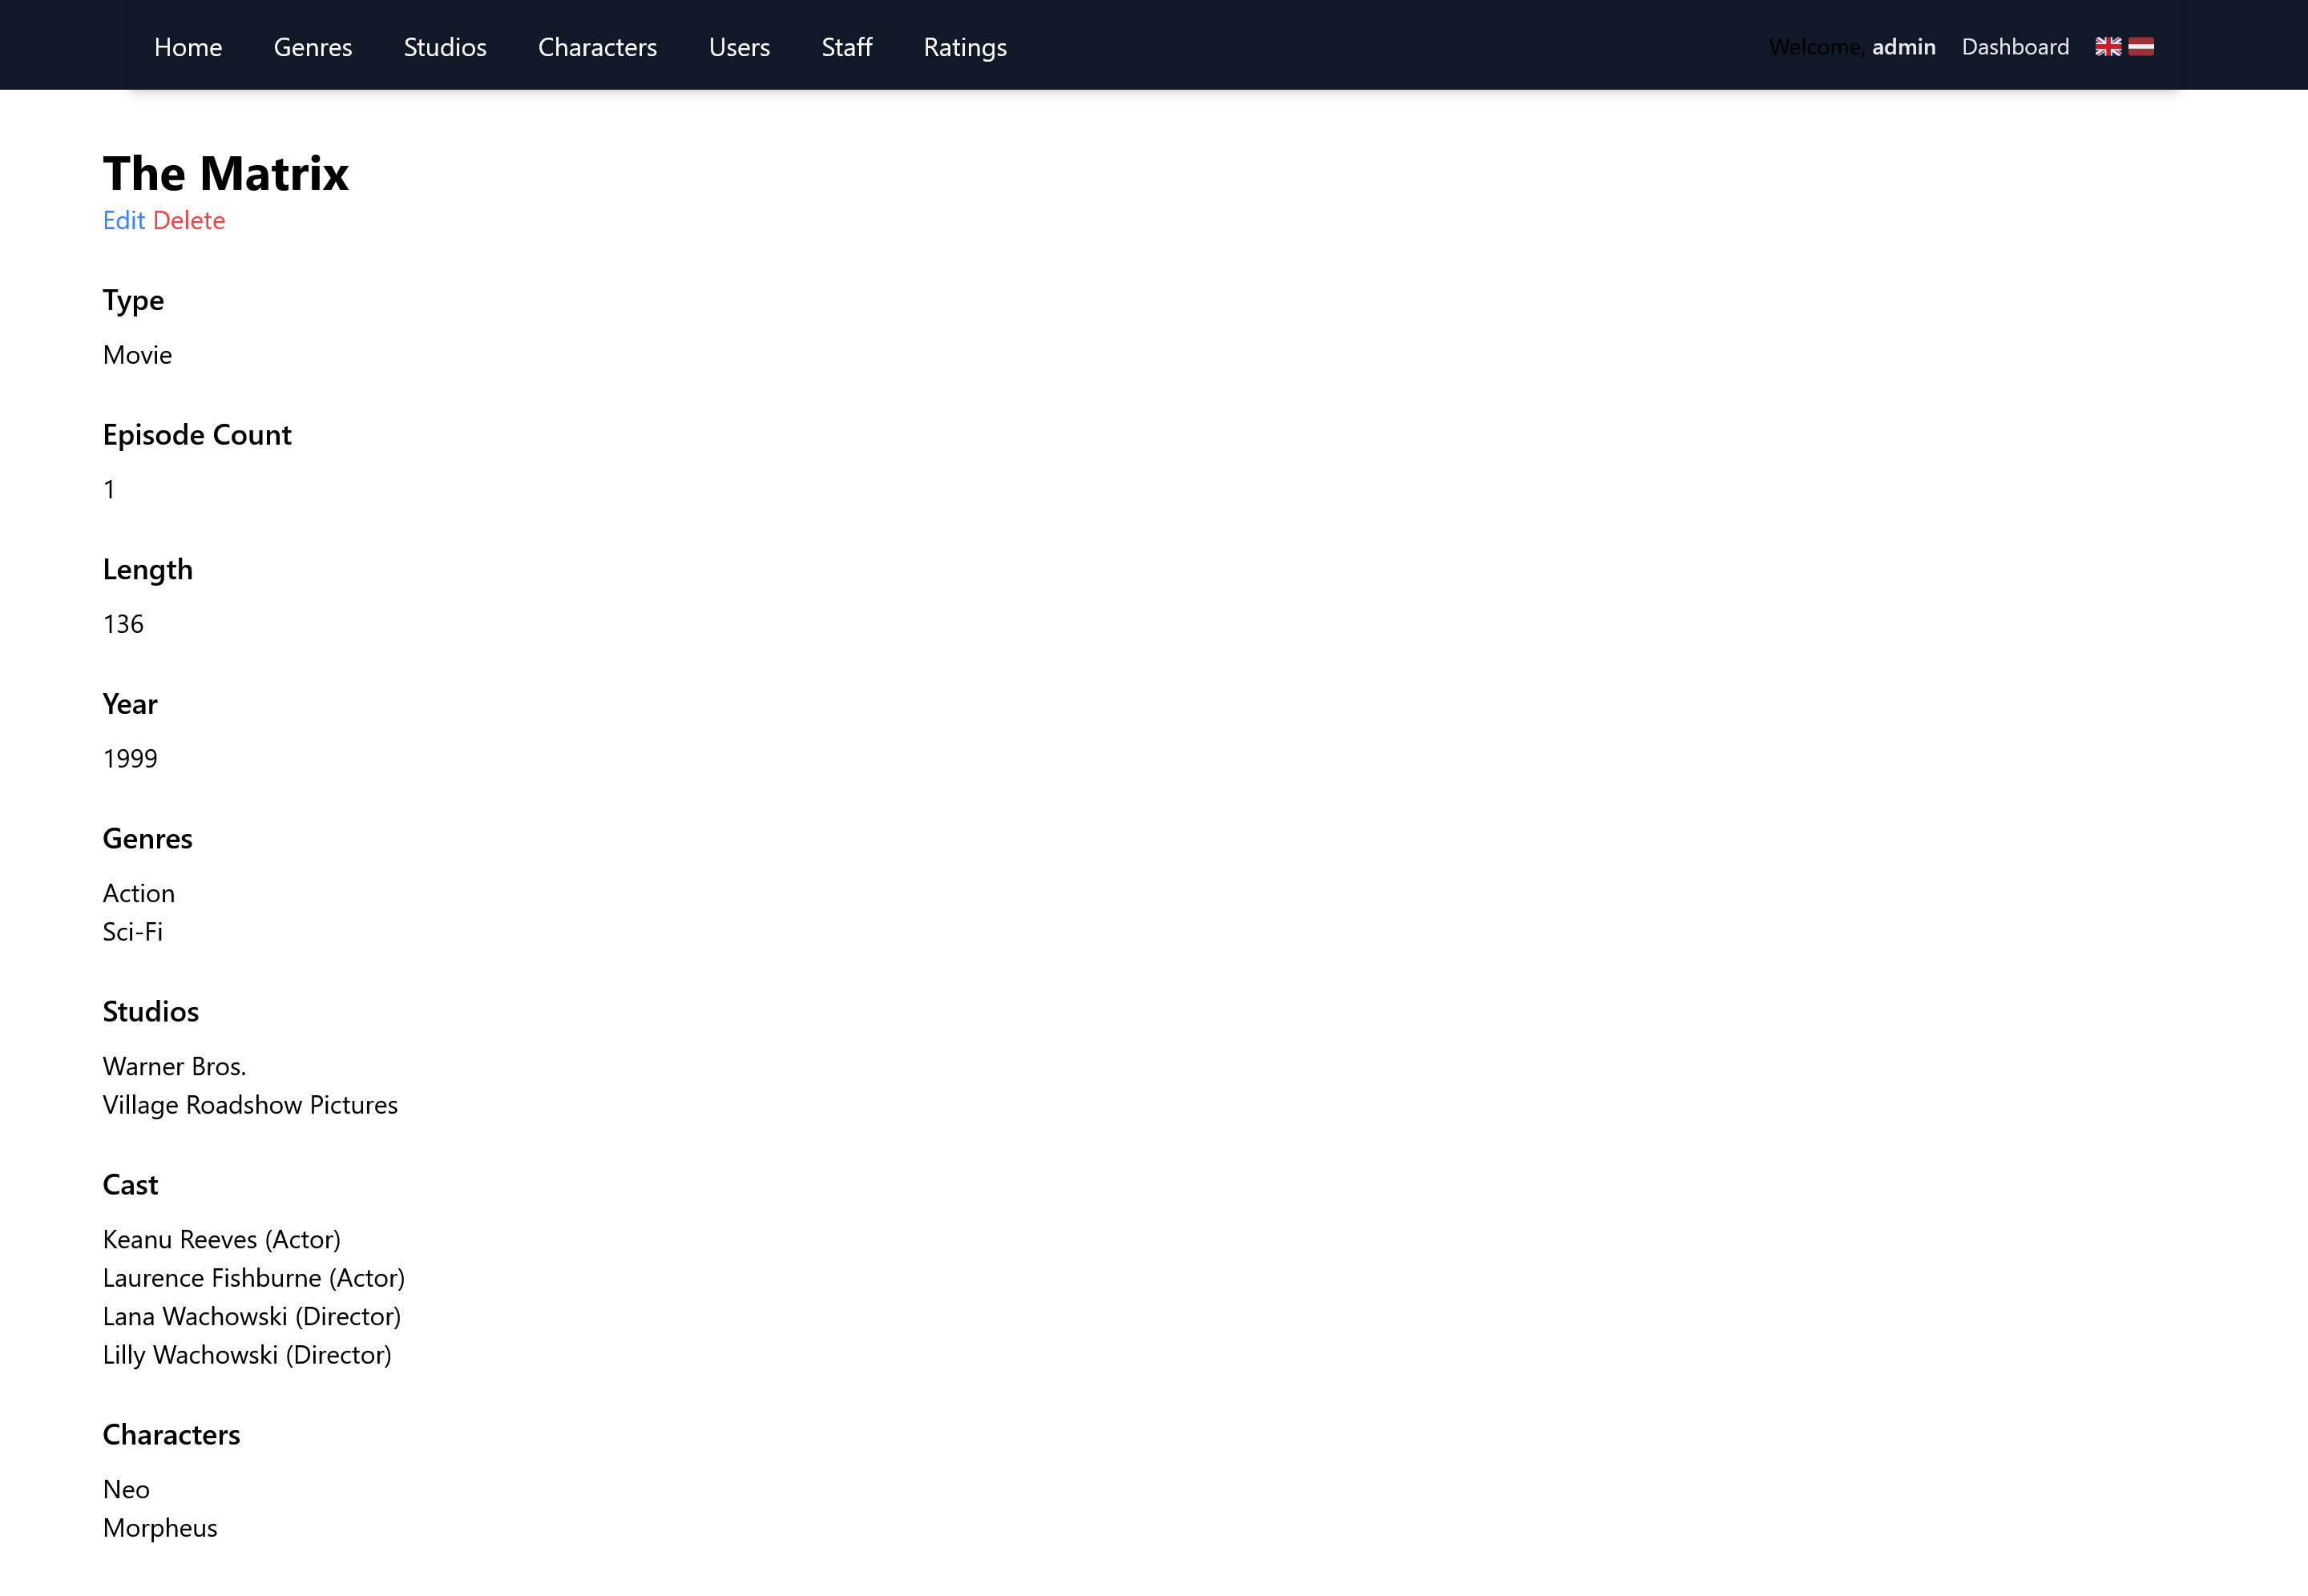 Home Genres Studios Characters Users Staff Ratings Welcome, admin Dashboard
The Matrix
Edit Delete
Type
Movie
Episode Count
1
Length
136
Year
1999
Genres
Action
Sci-Fi
Studios
Warner Bros.
Village Roadshow Pictures
Cast
Keanu Reeves (Actor)
Laurence Fishburne (Actor)
Lana Wachowski (Director)
Lilly Wachowski (Director)
Characters
Neo
Morpheus